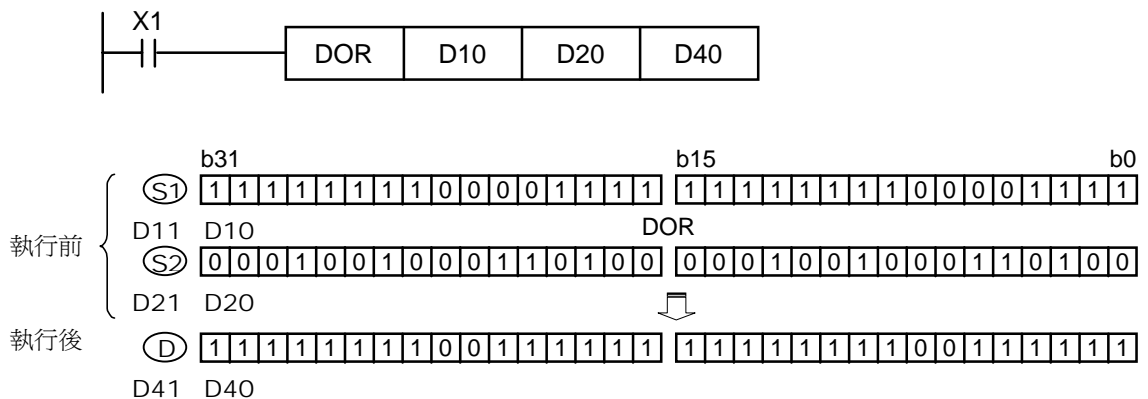 X1
DOR D10 D20 D40
b31 b15 b0
S1 1 1 1 1 1 1 1 1 0 0 0 0 1 1 1 1 1 1 1 1 1 1 1 1 0 0 0 0 1 1 1 1
D11 D10 DOR
執行前
S2 0 0 0 1 0 0 1 0 0 0 1 1 0 1 0 0 0 0 0 1 0 0 1 0 0 0 1 1 0 1 0 0
D21 D20
執行後
D 1 1 1 1 1 1 1 1 0 0 1 1 1 1 1 1 1 1 1 1 1 1 1 1 0 0 1 1 1 1 1 1
D41 D40